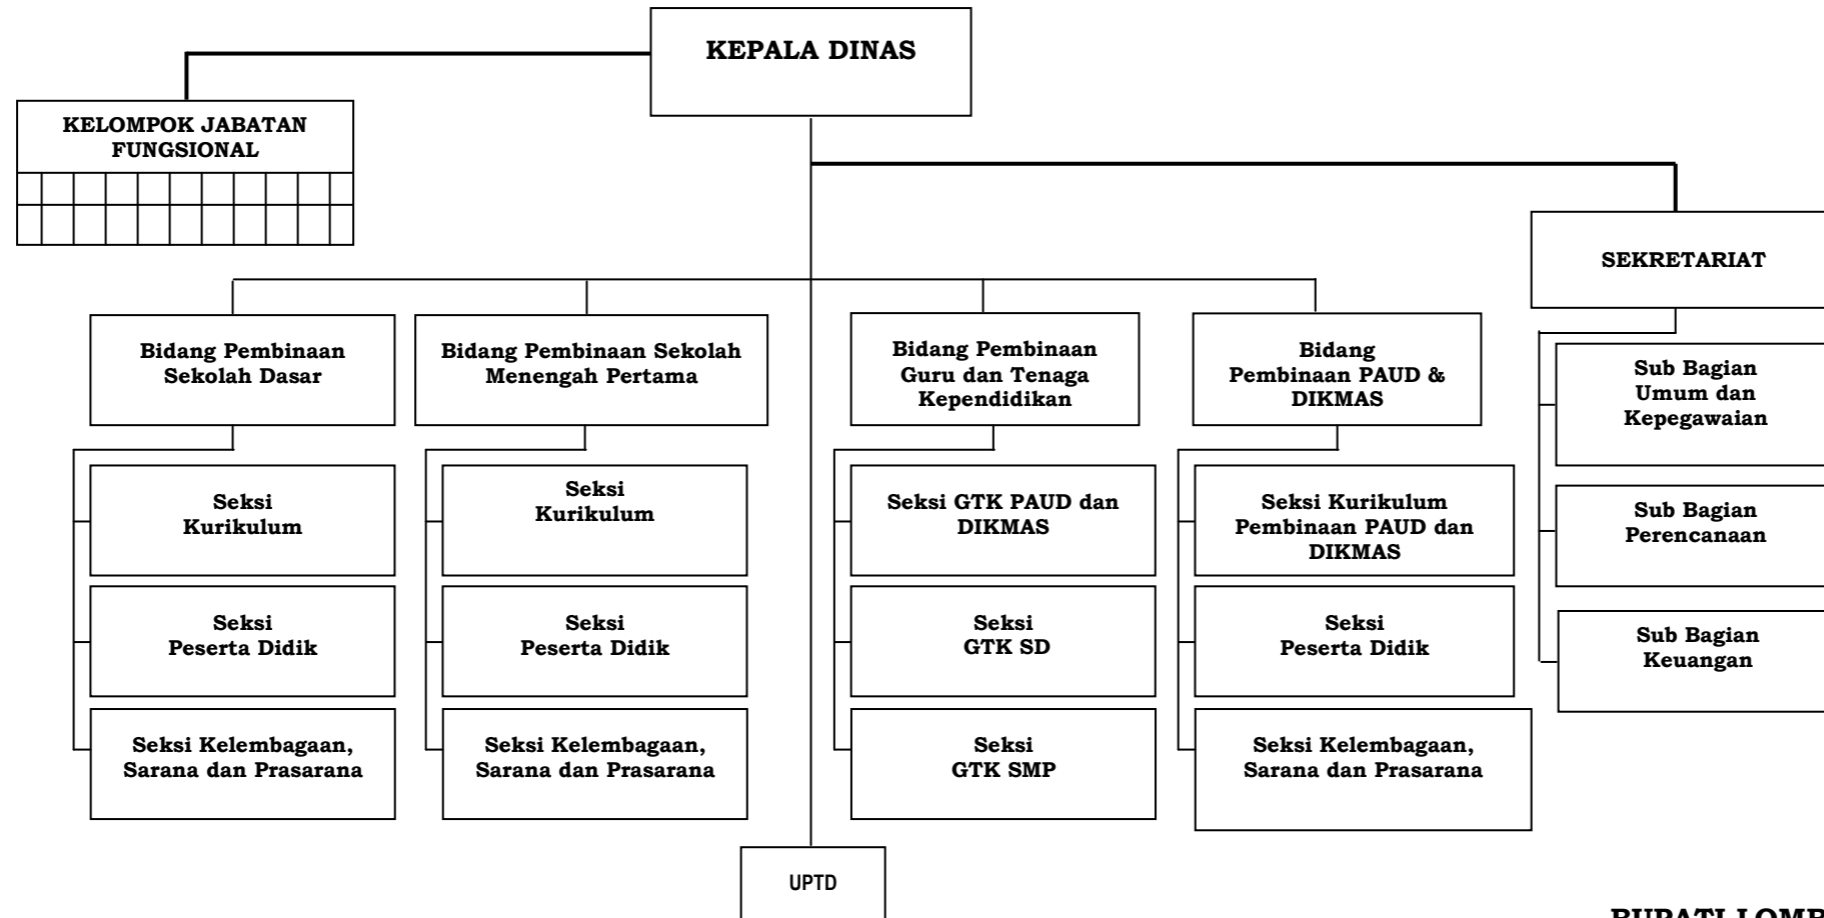 KEPALA DINAS
KELOMPOK JABATAN
FUNGSIONAL
SEKRETARIAT
Bidang Pembinaan
Sekolah Dasar
Bidang Pembinaan Sekolah
Menengah Pertama
Bidang Pembinaan
Guru dan Tenaga
Kependidikan
Bidang
Pembinaan PAUD &
DIKMAS
Sub Bagian
Umum dan
Kepegawaian
Seksi
Kurikulum
Seksi
Kurikulum
Seksi GTK PAUD dan
DIKMAS
Seksi Kurikulum
Pembinaan PAUD dan
DIKMAS
Sub Bagian
Perencanaan
Seksi
Peserta Didik
Seksi
Peserta Didik
Seksi
GTK SD
Seksi
Peserta Didik
Sub Bagian
Keuangan
Seksi Kelembagaan,
Sarana dan Prasarana
Seksi Kelembagaan,
Sarana dan Prasarana
Seksi
GTK SMP
Seksi Kelembagaan,
Sarana dan Prasarana
UPTD